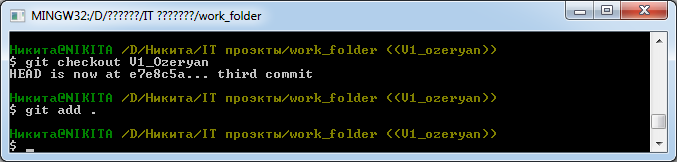 MINGW32:/D/??????/IT ???????/work_folder
Никита@NIKITA /D/Никита/IT проэкты/work_folder ((V1_ozeryan))
$ git checkout V1_Ozeryan
HEAD is now at e7e8c5a... third commit
Никита@NIKITA /D/Никита/IT проэкты/work_folder ((V1_ozeryan))
$ git add .
Никита@NIKITA /D/Никита/IT проэкты/work_folder ((V1_ozeryan))
$ _